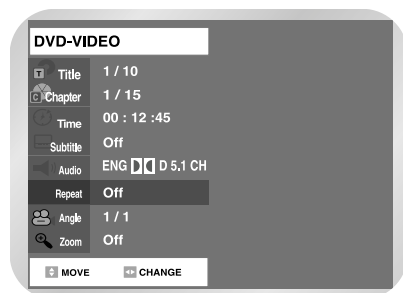 DVD-VIDEO
T Title 1 / 10
C Chapter 1 / 15
Time 00 : 12 :45
Subtitle Off
Audio ENG D 5.1 CH
Repeat Off
Angle 1 / 1
Zoom Off
MOVE CHANGE